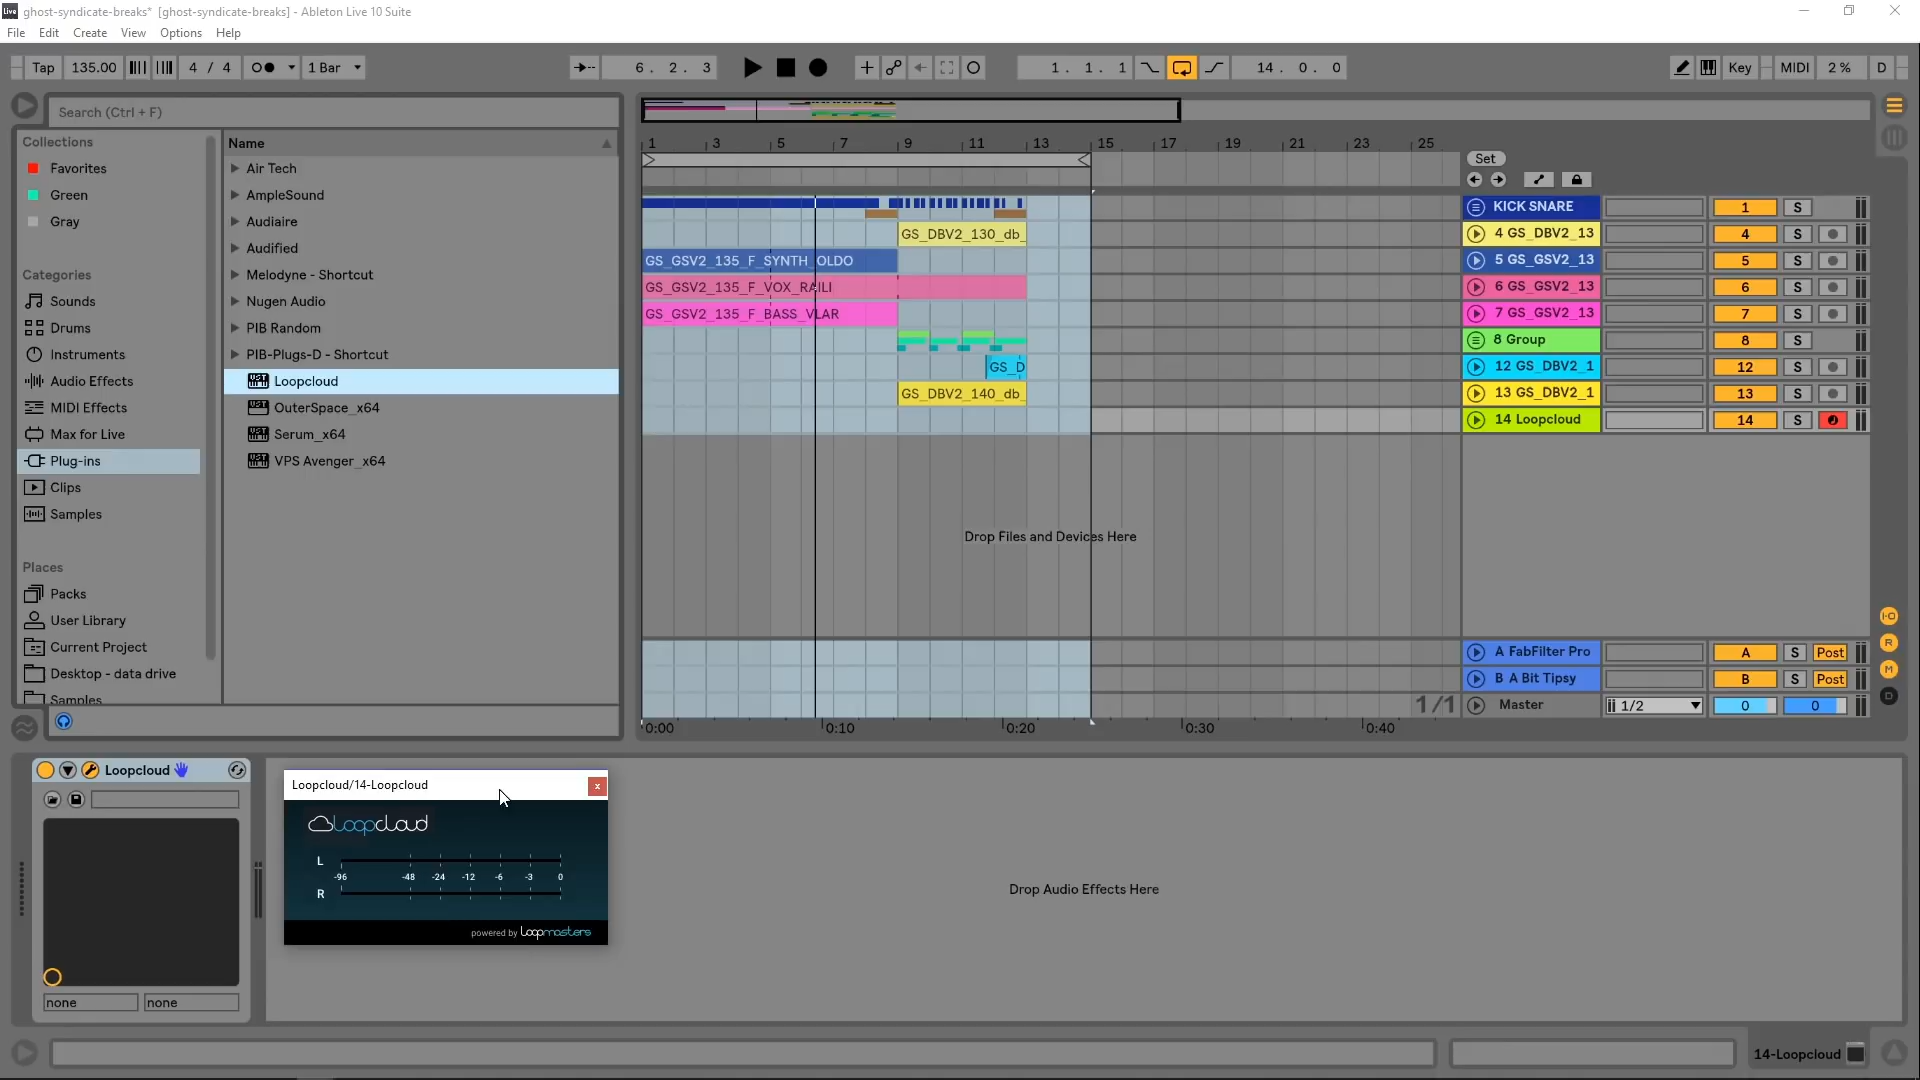 Live ghost-syndicate-breaks* [ghost-syndicate-breaks] - Ableton Live 10 Suite
File Edit Create View Options Help
Tap 135.00 4 / 4 1 Bar 6. 2. 3 1. 1. 1 14. 0. 0 Key MIDI 2 % D
Search (Ctrl + F)
Collections
Favorites
Green
Gray
Categories
Sounds
Drums
Instruments
Audio Effects
MIDI Effects
Max for Live
Plug-ins
Clips
Samples
Places
Packs
User Library
Current Project
Desktop - data drive
Samples
Name
Air Tech
AmpleSound
Audiaire
Audified
Melodyne - Shortcut
Nugen Audio
PIB Random
PIB-Plugs-D - Shortcut
Loopcloud
OuterSpace_x64
Serum_x64
VPS Avenger_x64
1 3 5 7 9 11 13 15 17 19 21 23 25
Set
KICK SNARE 1 S
GS_DBV2_130_db_ 4 GS_DBV2_13 4 S
GS_GSV2_135_F_SYNTH_OLDO 5 GS_GSV2_13 5 S
GS_GSV2_135_F_VOX_RAILI 6 GS_GSV2_13 6 S
GS_GSV2_135_F_BASS_VLAR 7 GS_GSV2_13 7 S
8 Group 8 S
GS_D 12 GS_DBV2_1 12 S
GS_DBV2_140_db_ 13 GS_DBV2_1 13 S
14 Loopcloud 14 S
Drop Files and Devices Here
A FabFilter Pro A S Post
B A Bit Tipsy B S Post
1/1 Master 1/2 0 0
0:00 0:10 0:20 0:30 0:40
I·O
R
M
D
Loopcloud
none none
Loopcloud/14-Loopcloud x
Loopcloud
L
-96 -48 -24 -12 -6 -3 0
R
powered by Loopmasters
Drop Audio Effects Here
14-Loopcloud